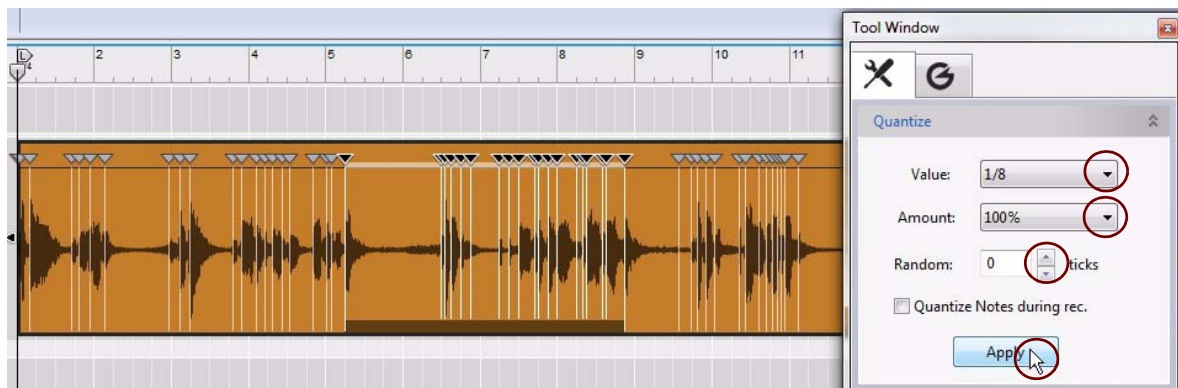 Tool Window
L 2 3 4 5 6 7 8 9 10 11
4
Quantize
Value: 1/8
Amount: 100%
Random: 0 ticks
Quantize Notes during rec.
Apply